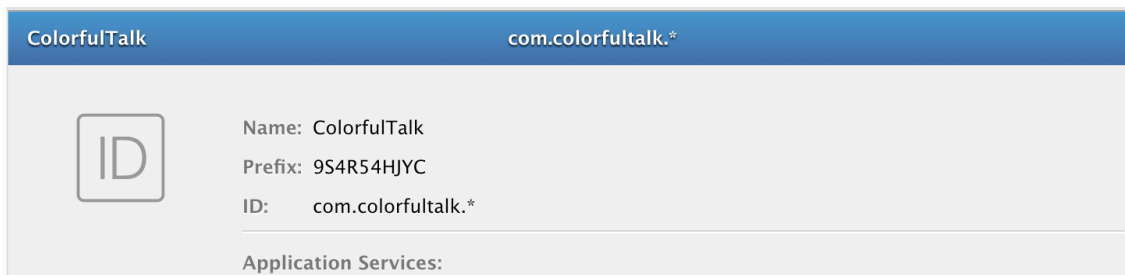 ColorfulTalk com.colorfultalk.*
ID
Name: ColorfulTalk
Prefix: 9S4R54HJYC
ID: com.colorfultalk.*
Application Services: